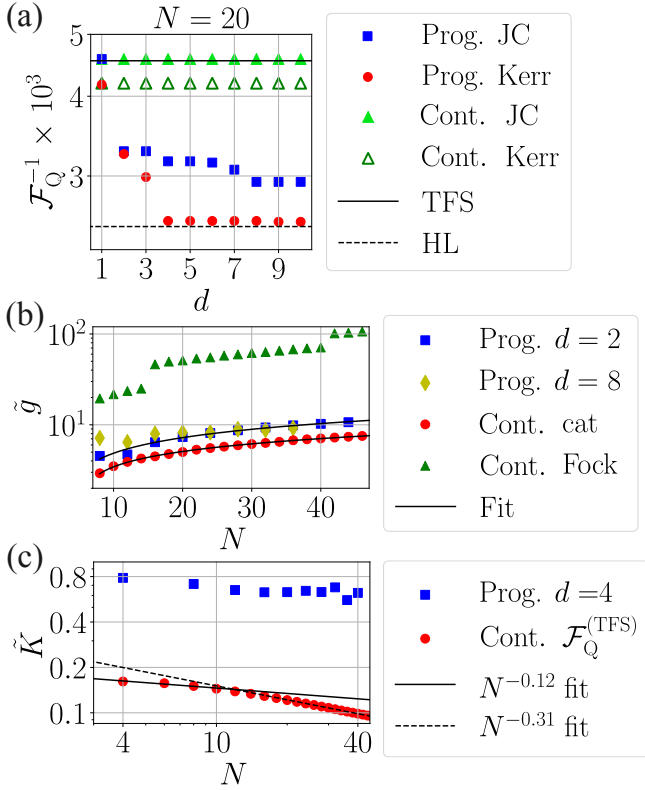 (a)
N = 20
5
4
3
1 3 5 7 9
d
𝓕_Q^{-1} × 10^3
Prog. JC
Prog. Kerr
Cont. JC
Cont. Kerr
TFS
HL
(b)
10^2
10^1
g̃
10 20 30 40
N
Prog. d = 2
Prog. d = 8
Cont. cat
Cont. Fock
Fit
(c)
0.8
0.4
0.2
0.1
K̃
4 10 40
N
Prog. d = 4
Cont. 𝓕_Q^{(TFS)}
N^{-0.12} fit
N^{-0.31} fit